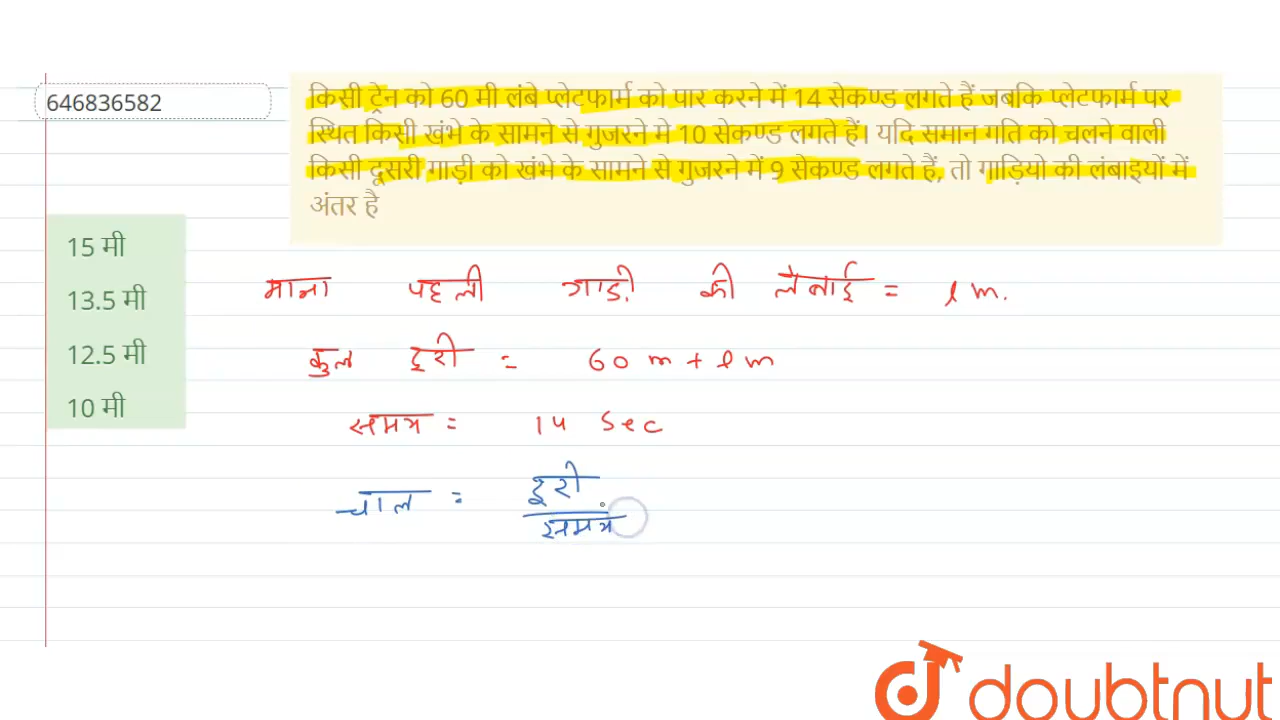 646836582
किसी ट्रेन को 60 मी लंबे प्लेटफार्म को पार करने में 14 सेकण्ड लगते हैं जबकि प्लेटफार्म पर
स्थित किसी खंभे के सामने से गुजरने मे 10 सेकण्ड लगते हैं। यदि समान गति को चलने वाली
किसी दूसरी गाड़ी को खंभे के सामने से गुजरने में 9 सेकण्ड लगते हैं, तो गाड़ियो की लंबाइयों में
अंतर है
15 मी
13.5 मी
12.5 मी
10 मी
माना पहली गाड़ी की लंबाई = l m.
कुल दूरी = 60 m + l m
समय = 14 Sec
चाल = दूरी
समय
doubtnut